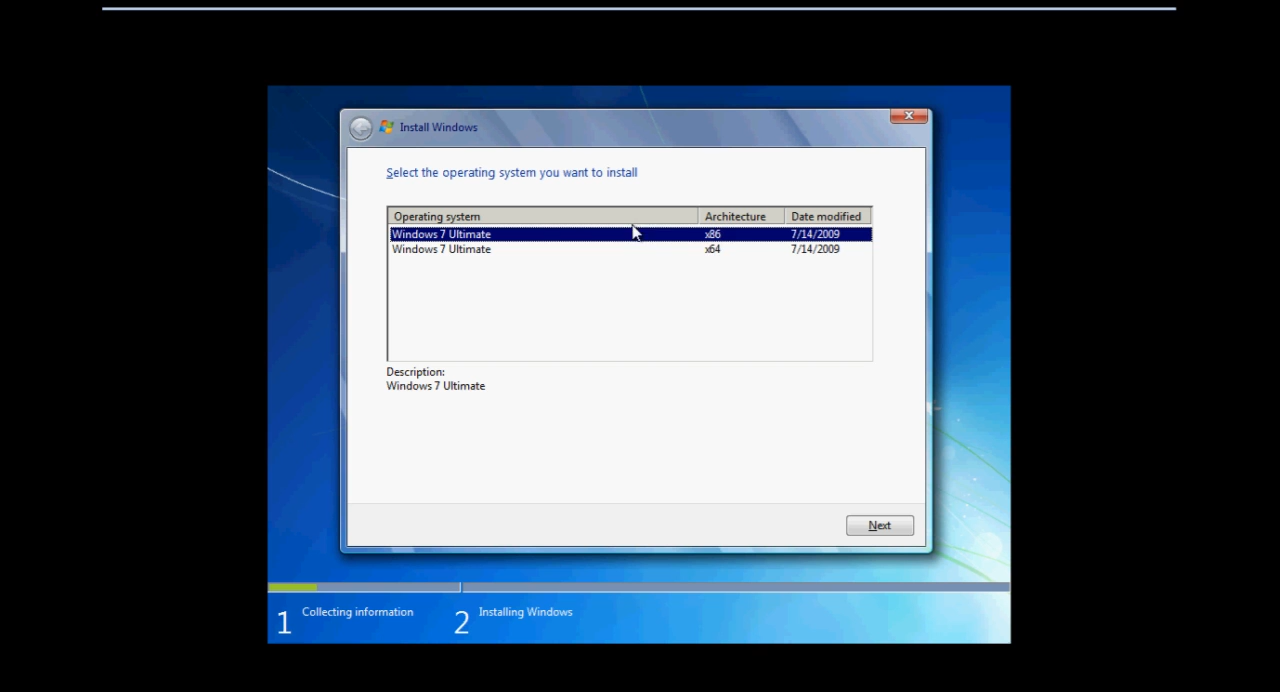 Install Windows
Select the operating system you want to install
Operating system Architecture Date modified
Windows 7 Ultimate x86 7/14/2009
Windows 7 Ultimate x64 7/14/2009
Description:
Windows 7 Ultimate
Next
1 Collecting information 2 Installing Windows